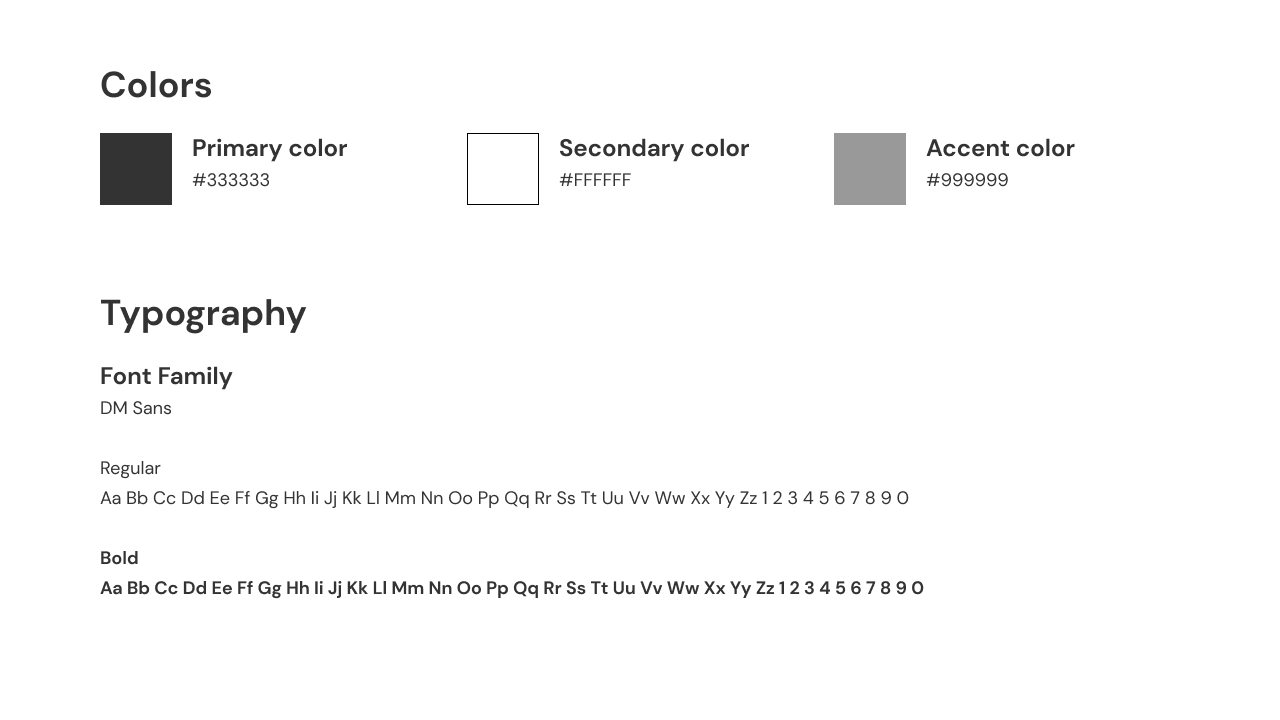 Colors
Primary color
#333333
Secondary color
#FFFFFF
Accent color
#999999
Typography
Font Family
DM Sans
Regular
Aa Bb Cc Dd Ee Ff Gg Hh Ii Jj Kk Ll Mm Nn Oo Pp Qq Rr Ss Tt Uu Vv Ww Xx Yy Zz 1 2 3 4 5 6 7 8 9 0
Bold
Aa Bb Cc Dd Ee Ff Gg Hh Ii Jj Kk Ll Mm Nn Oo Pp Qq Rr Ss Tt Uu Vv Ww Xx Yy Zz 1 2 3 4 5 6 7 8 9 0